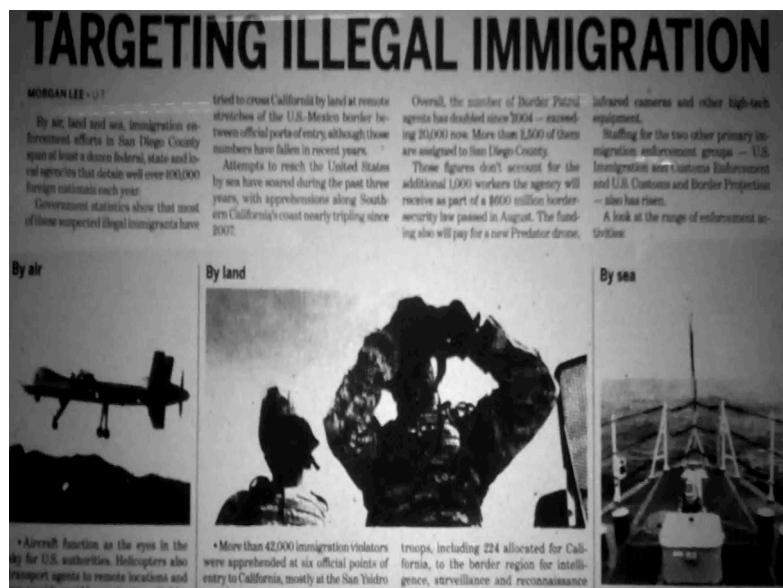 TARGETING ILLEGAL IMMIGRATION
MORGAN LEE • UT
By air, land and sea, immigration en-
forcement efforts in San Diego County
span at least a dozen federal, state and lo-
cal agencies that detain well over 400,000
foreign nationals each year.
Government statistics show that most
of these suspected illegal immigrants have
tried to cross California by land at remote
stretches of the U.S.-Mexico border be-
tween official ports of entry, although those
numbers have fallen in recent years.
Attempts to reach the United States
by sea have soared during the past three
years, with apprehensions along South-
ern California's coast nearly tripling since
2007.
Overall, the number of Border Patrol
agents has doubled since 2004 — exceed-
ing 20,000 now. More than 2,500 of them
are assigned to San Diego County.
Those figures don't account for the
additional 1,000 workers the agency will
receive as part of a $600 million border-
security law passed in August. The fund-
ing also will pay for a new Predator drone,
infrared cameras and other high-tech
equipment.
Staffing for the two other primary im-
migration enforcement groups — U.S.
Immigration and Customs Enforcement
and U.S. Customs and Border Protection
— also has risen.
A look at the range of enforcement ac-
tivities:
By air
• Aircraft function as the eyes in the
sky for U.S. authorities. Helicopters also
transport agents to remote locations and
By land
• More than 42,000 immigration violators
were apprehended at six official points of
entry to California, mostly at the San Ysidro
troops, including 224 allocated for Cali-
fornia, to the border region for intelli-
gence, surveillance and reconnaissance
By sea